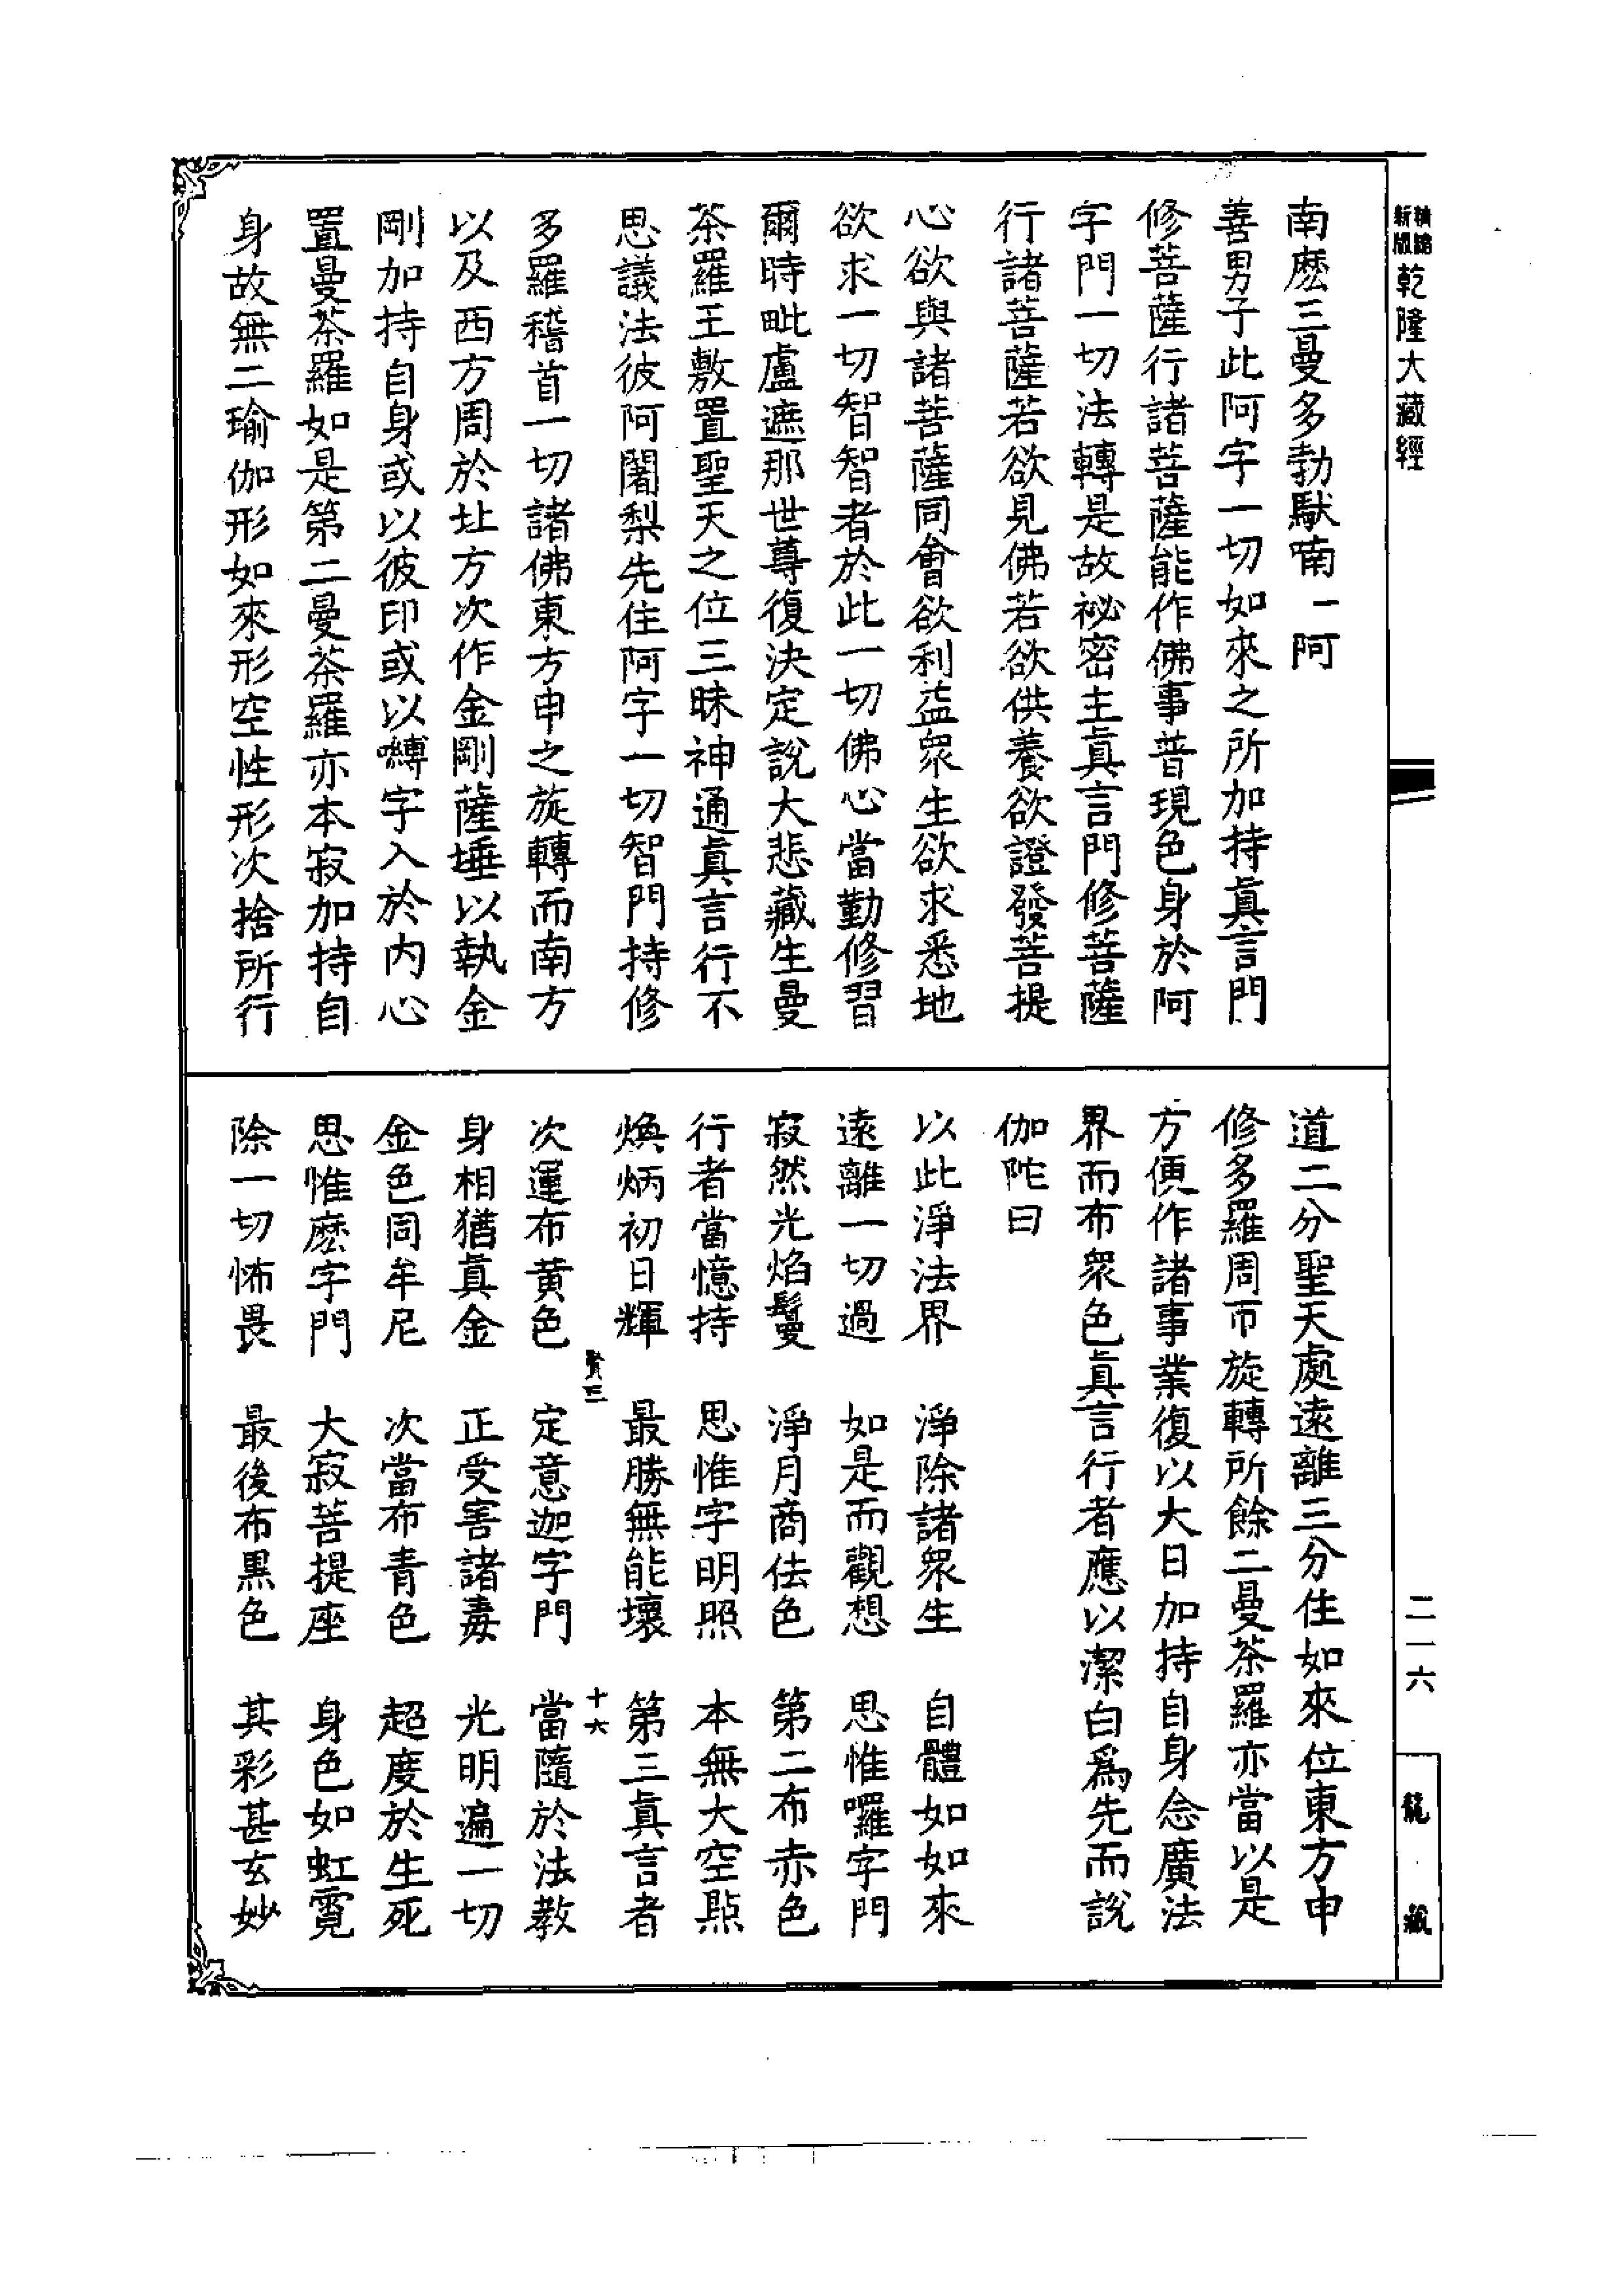 新版
精縮
乾隆大藏經
二一六
龍藏
南麼三曼多勃馱喃一阿
善男子此阿字一切如來之所加持真言門
修菩薩行諸菩薩能作佛事普現色身於阿
字門一切法轉是故祕密主真言門修菩薩
行諸菩薩若欲見佛若欲供養欲證發菩提
心欲與諸菩薩同會欲利益眾生欲求悉地
欲求一切智智者於此一切佛心當勤修習
爾時毗盧遮那世尊復決定說大悲藏生曼
茶羅王敷置聖天之位三昧神通真言行不
思議法彼阿闍梨先住阿字一切智門持修
多羅稽首一切諸佛東方申之旋轉而南方
以及西方周於北方次作金剛薩埵以執金
剛加持自身或以彼印或以嚩字入於內心
置曼茶羅如是第二曼茶羅亦本寂加持自
身故無二瑜伽形如來形空性形次捨所行
道二分聖天處遠離三分住如來位東方申
修多羅周帀旋轉所餘二曼茶羅亦當以是
方便作諸事業復以大日加持自身念廣法
界而布眾色真言行者應以潔白為先而說
伽陀曰
以此淨法界　淨除諸眾生　自體如如來
遠離一切過　如是而觀想　思惟囉字門
寂然光焰鬘　淨月商佉色　第二布赤色
行者當憶持　思惟字明照　本無大空點
煥炳初日輝　最勝無能壞　第三真言者
賢三　十六
次運布黃色　定意迦字門　當隨於法教
身相猶真金　正受害諸毒　光明遍一切
金色同牟尼　次當布青色　超度於生死
思惟麼字門　大寂菩提座　身色如虹霓
除一切怖畏　最後布黑色　其彩甚玄妙